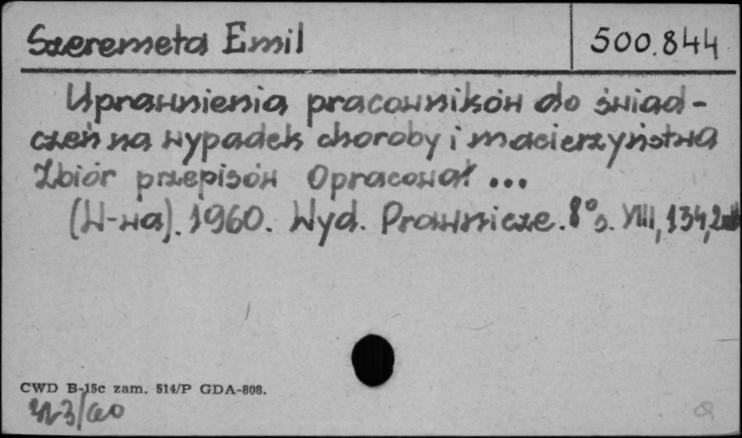 Szeremeta Emil
500.844
Uprawnienia pracowników do świad-
czeń na wypadek choroby i macierzyństwa
Zbiór przepisów Opracował ...
(W-wa). 1960. Wyd. Prawnicze. 8° s. VIII, 134, 2
CWD B-15c zam. 514/P GDA-808.